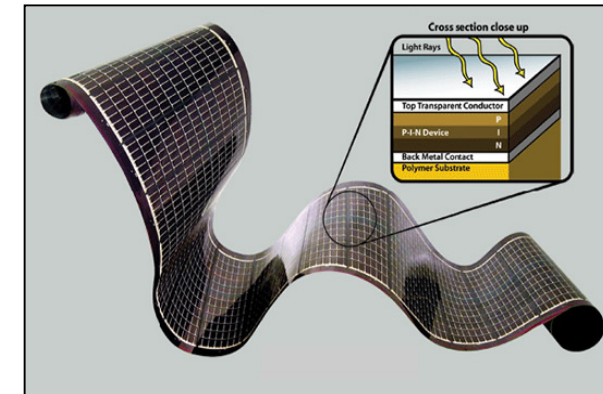 Cross section close up
Light Rays
Top Transparent Conductor
P
P-I-N Device I
N
Back Metal Contact
Polymer Substrate